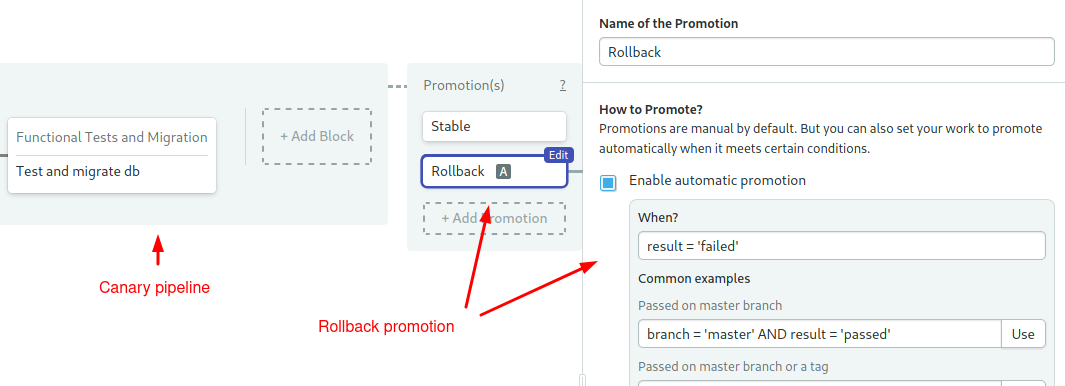 Functional Tests and Migration
Test and migrate db
+ Add Block
Canary pipeline
Promotion(s) ?
Stable
Edit
Rollback A
+ Add Promotion
Rollback promotion
Name of the Promotion
Rollback
How to Promote?
Promotions are manual by default. But you can also set your work to promote
automatically when it meets certain conditions.
Enable automatic promotion
When?
result = 'failed'
Common examples
Passed on master branch
branch = 'master' AND result = 'passed' Use
Passed on master branch or a tag